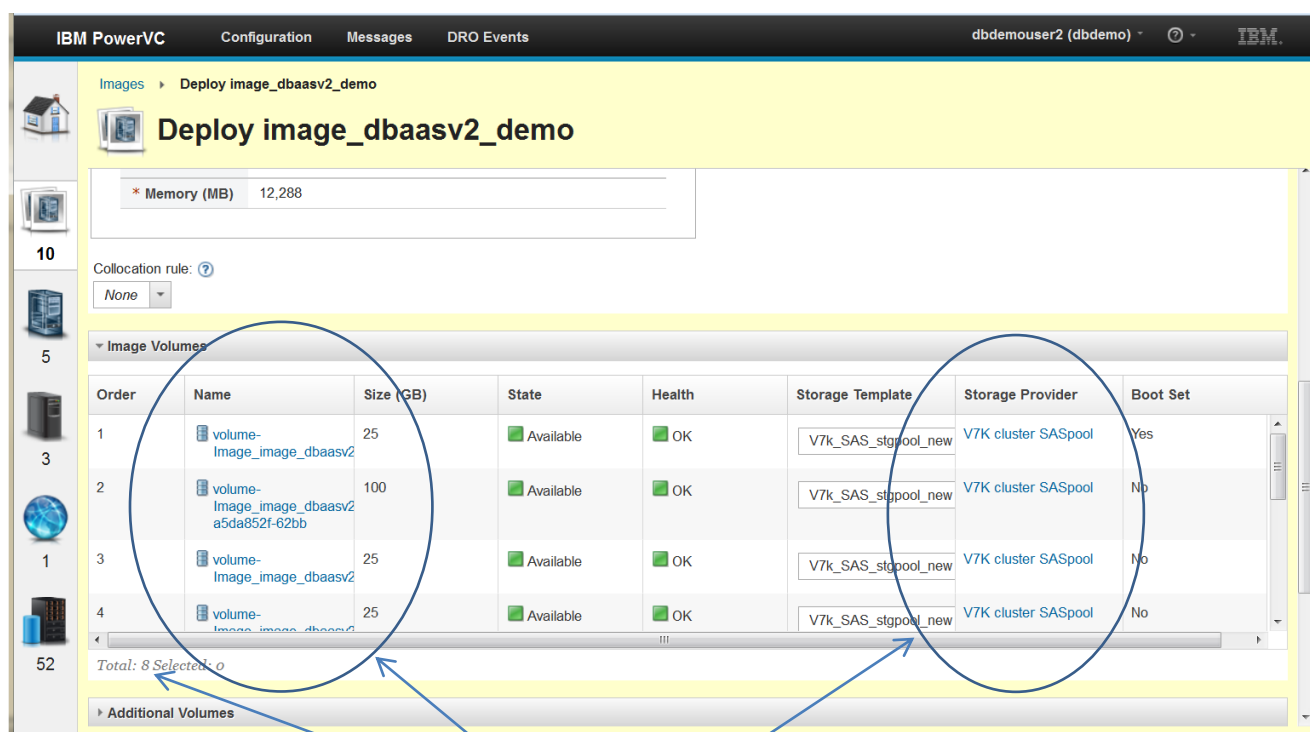 IBM PowerVC Configuration Messages DRO Events dbdemouser2 (dbdemo) ? IBM.
Images Deploy image_dbaasv2_demo
Deploy image_dbaasv2_demo
* Memory (MB) 12,288
10
Collocation rule: ?
None
5
Image Volumes
Order Name Size (GB) State Health Storage Template Storage Provider Boot Set
1 volume- 25 Available OK V7k_SAS_stgpool_new V7K cluster SASpool Yes
Image_image_dbaasv2
3
2 volume- 100 Available OK V7k_SAS_stgpool_new V7K cluster SASpool No
Image_image_dbaasv2
a5da852f-62bb
1
3 volume- 25 Available OK V7k_SAS_stgpool_new V7K cluster SASpool No
Image_image_dbaasv2
4 volume- 25 Available OK V7k_SAS_stgpool_new V7K cluster SASpool No
Image_image_dbaasv2
52
Total: 8 Selected: 0
Additional Volumes